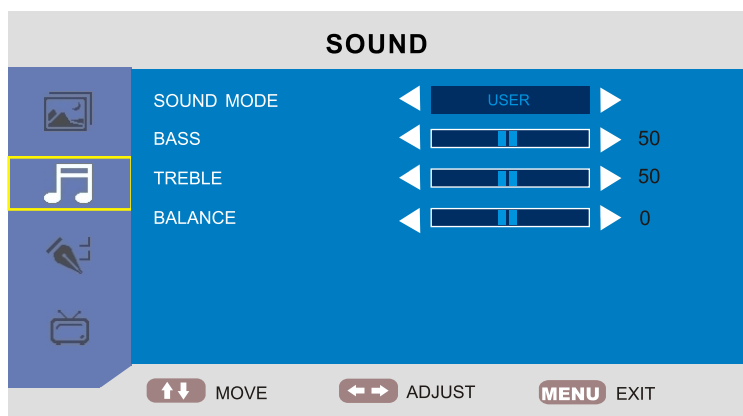 SOUND
SOUND MODE USER
BASS 50
TREBLE 50
BALANCE 0
MOVE ADJUST MENU EXIT